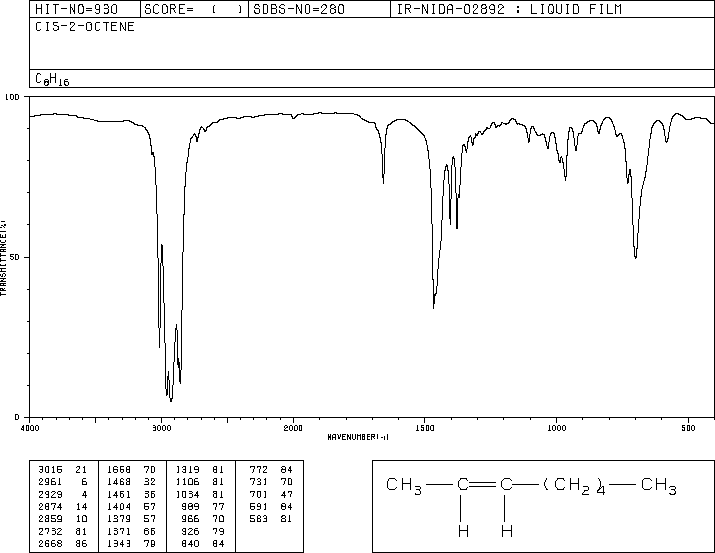 HIT-NO=930 SCORE= ( ) SDBS-NO=280 IR-NIDA-02892 : LIQUID FILM
CIS-2-OCTENE
C8H16
100
50
0
TRANSMITTANCE(%)
4000 3000 2000 1500 1000 500
WAVENUMBER(-1)
3015 21 1658 70 1319 81 772 84
2961 6 1468 32 1106 81 731 70
2929 4 1461 36 1034 81 701 47
2874 14 1404 57 989 77 591 84
2859 10 1379 57 966 70 583 81
2732 81 1371 66 926 79
2668 86 1343 79 840 84
CH3 C=C (CH2)4 CH3
H H